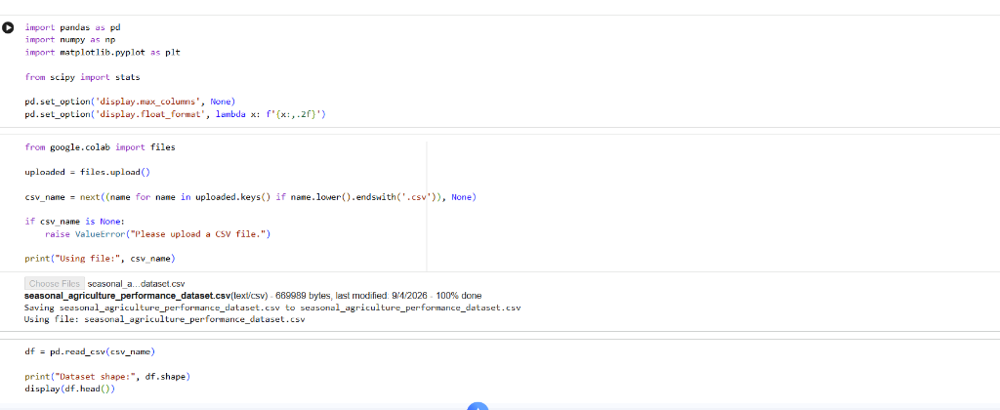 import pandas as pd
import numpy as np
import matplotlib.pyplot as plt
from scipy import stats
pd.set_option('display.max_columns', None)
pd.set_option('display.float_format', lambda x: f'{x:,.2f}')
from google.colab import files
uploaded = files.upload()
csv_name = next((name for name in uploaded.keys() if name.lower().endswith('.csv')), None)
if csv_name is None:
    raise ValueError("Please upload a CSV file.")
print("Using file:", csv_name)
Choose Files seasonal_a...dataset.csv
seasonal_agriculture_performance_dataset.csv(text/csv) - 669989 bytes, last modified: 9/4/2026 - 100% done
Saving seasonal_agriculture_performance_dataset.csv to seasonal_agriculture_performance_dataset.csv
Using file: seasonal_agriculture_performance_dataset.csv
df = pd.read_csv(csv_name)
print("Dataset shape:", df.shape)
display(df.head())